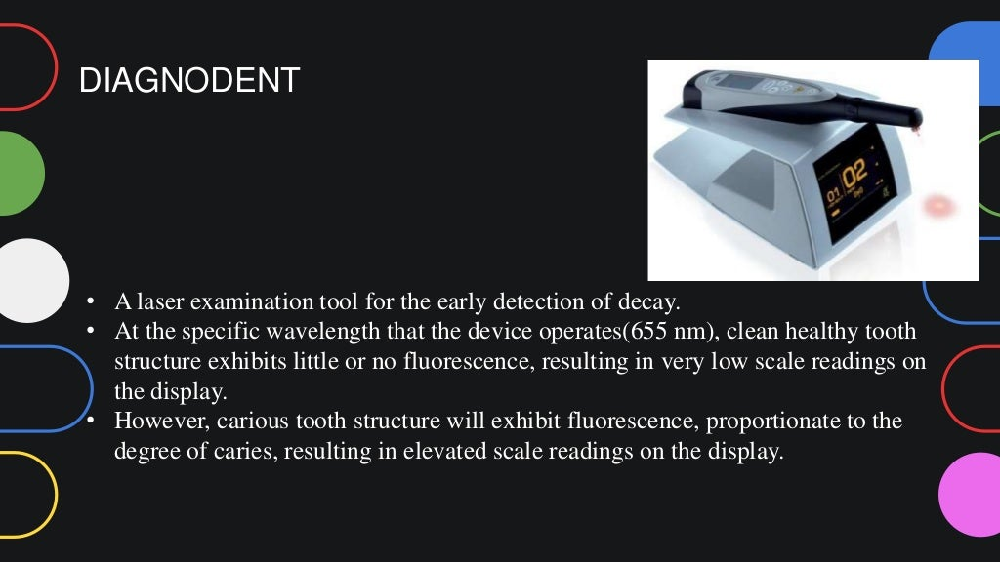 DIAGNODENT
01 02
• A laser examination tool for the early detection of decay.
• At the specific wavelength that the device operates(655 nm), clean healthy tooth
structure exhibits little or no fluorescence, resulting in very low scale readings on
the display.
• However, carious tooth structure will exhibit fluorescence, proportionate to the
degree of caries, resulting in elevated scale readings on the display.